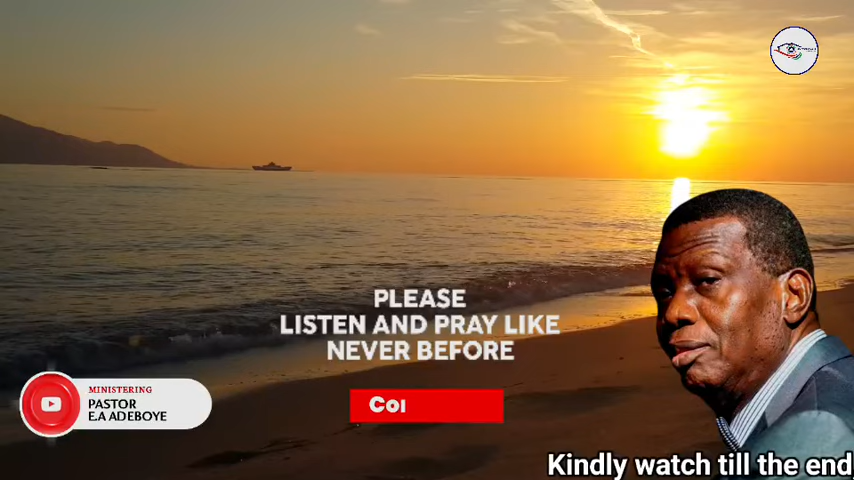 PLEASE
LISTEN AND PRAY LIKE
NEVER BEFORE
MINISTERING
PASTOR
E.A ADEBOYE
Kindly watch till the end